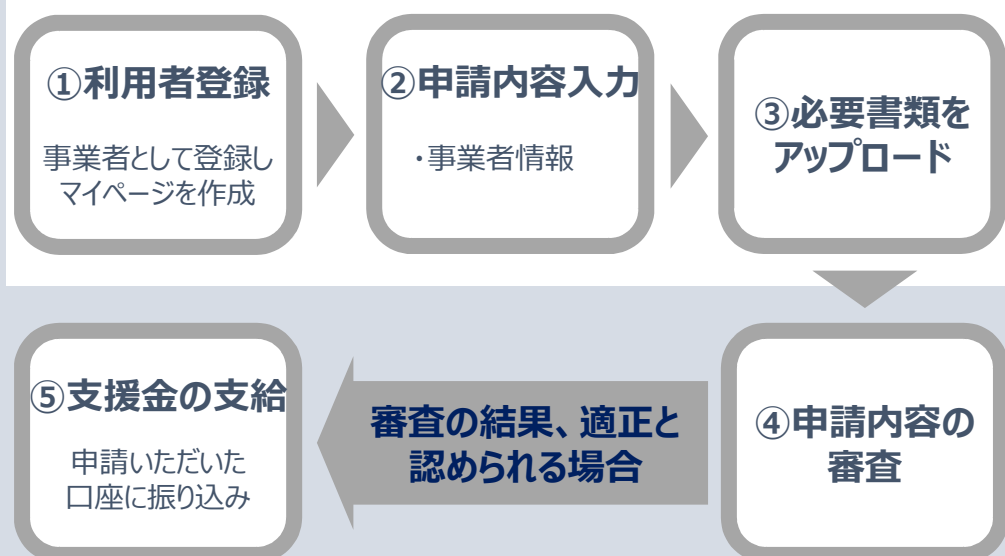 ①利用者登録
事業者として登録し
マイページを作成
②申請内容入力
・事業者情報
③必要書類を
アップロード
④申請内容の
審査
審査の結果、適正と
認められる場合
⑤支援金の支給
申請いただいた
口座に振り込み